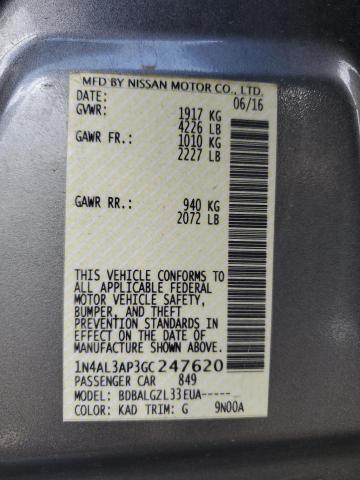 MFD BY NISSAN MOTOR CO., LTD.
DATE: 06/16
GVWR: 1917 KG
4226 LB
GAWR FR.: 1010 KG
2227 LB
GAWR RR.: 940 KG
2072 LB
THIS VEHICLE CONFORMS TO
ALL APPLICABLE FEDERAL
MOTOR VEHICLE SAFETY,
BUMPER, AND THEFT
PREVENTION STANDARDS IN
EFFECT ON THE DATE OF
MANUFACTURE SHOWN ABOVE.
1N4AL3AP3GC247620
PASSENGER CAR 849
MODEL: BDBALGZL33EUA-----
COLOR: KAD TRIM: G 9N00A